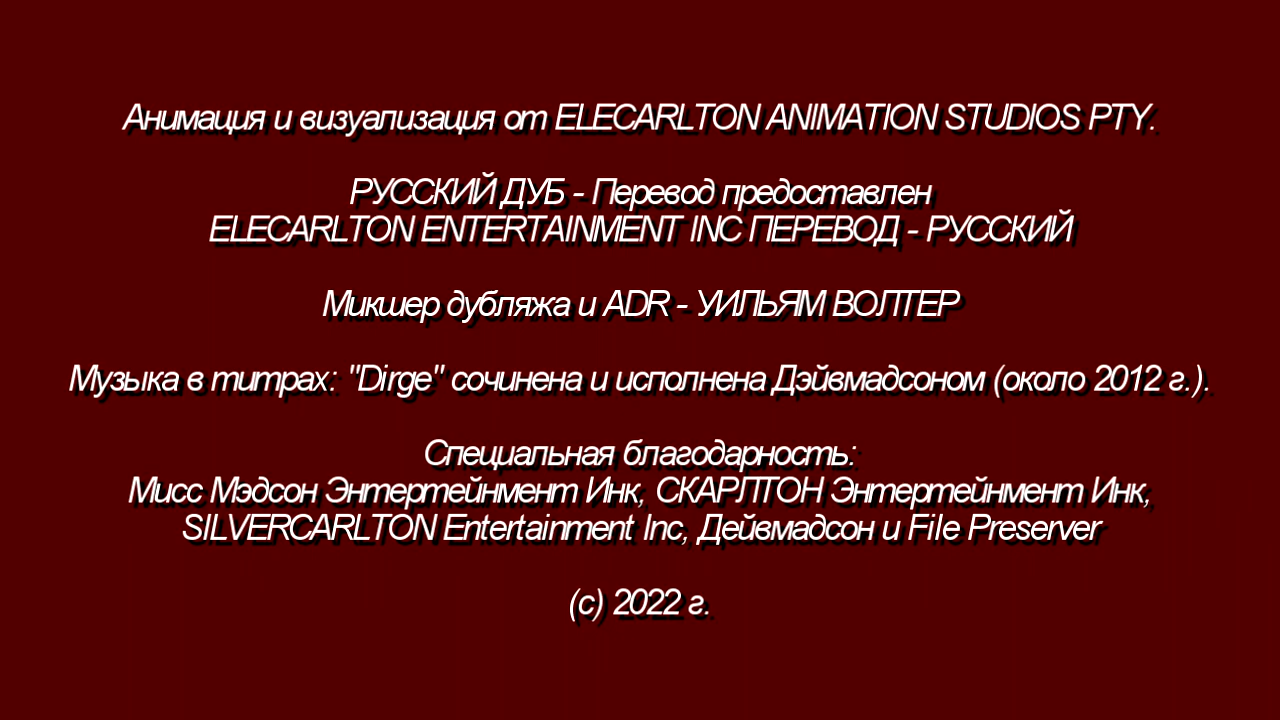 Анимация и визуализация от ELECARLTON ANIMATION STUDIOS PTY.
РУССКИЙ ДУБ - Перевод предоставлен
ELECARLTON ENTERTAINMENT INC ПЕРЕВОД - РУССКИЙ
Микшер дубляжа и ADR - УИЛЬЯМ ВОЛТЕР
Музыка в титрах: "Dirge" сочинена и исполнена Дэйвмадсоном (около 2012 г.).
Специальная благодарность:
Мисс Мэдсон Энтертейнмент Инк, СКАРЛТОН Энтертейнмент Инк,
SILVERCARLTON Entertainment Inc, Дейвмадсон и File Preserver
(c) 2022 г.